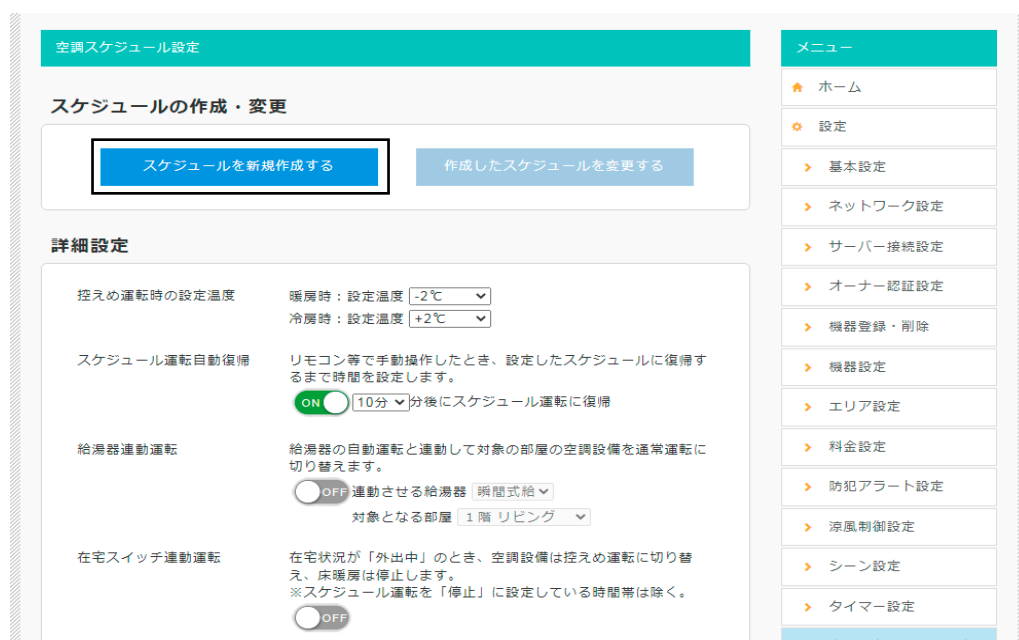 空調スケジュール設定
スケジュールの作成・変更
スケジュールを新規作成する
作成したスケジュールを変更する
詳細設定
控えめ運転時の設定温度
暖房時：設定温度 -2℃
冷房時：設定温度 +2℃
スケジュール運転自動復帰
リモコン等で手動操作したとき、設定したスケジュールに復帰す
るまで時間を設定します。
ON 10分 分後にスケジュール運転に復帰
給湯器連動運転
給湯器の自動運転と連動して対象の部屋の空調設備を通常運転に
切り替えます。
OFF 連動させる給湯器 瞬間式給
対象となる部屋 1階 リビング
在宅スイッチ連動運転
在宅状況が「外出中」のとき、空調設備は控えめ運転に切り替
え、床暖房は停止します。
※スケジュール運転を「停止」に設定している時間帯は除く。
OFF
メニュー
ホーム
設定
基本設定
ネットワーク設定
サーバー接続設定
オーナー認証設定
機器登録・削除
機器設定
エリア設定
料金設定
防犯アラート設定
涼風制御設定
シーン設定
タイマー設定